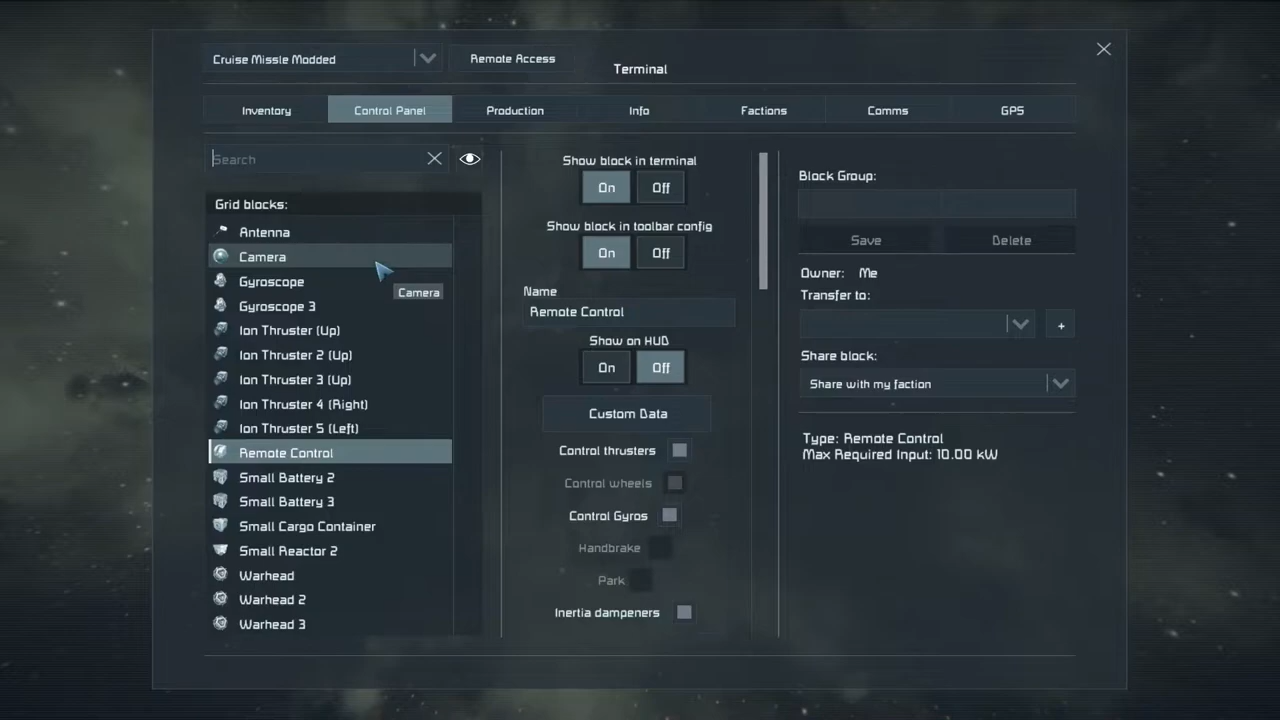 Cruise Missle Modded
Remote Access
Terminal
Inventory
Control Panel
Production
Info
Factions
Comms
GPS
Search
Grid blocks:
Antenna
Camera
Gyroscope
Gyroscope 3
Ion Thruster (Up)
Ion Thruster 2 (Up)
Ion Thruster 3 (Up)
Ion Thruster 4 (Right)
Ion Thruster 5 (Left)
Remote Control
Small Battery 2
Small Battery 3
Small Cargo Container
Small Reactor 2
Warhead
Warhead 2
Warhead 3
Camera
Show block in terminal
On Off
Show block in toolbar config
On Off
Name
Remote Control
Show on HUD
On Off
Custom Data
Control thrusters
Control wheels
Control Gyros
Handbrake
Park
Inertia dampeners
Block Group:
Save Delete
Owner: Me
Transfer to:
+
Share block:
Share with my faction
Type: Remote Control
Max Required Input: 10.00 kW